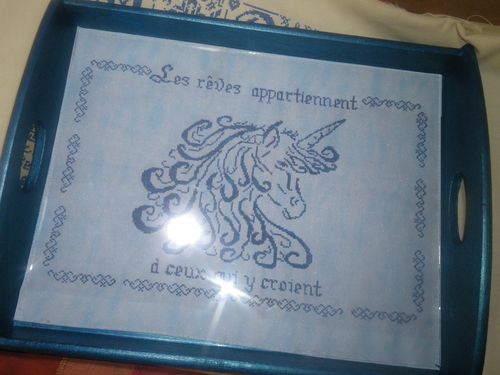 Les rêves appartiennent
à ceux qui y croient